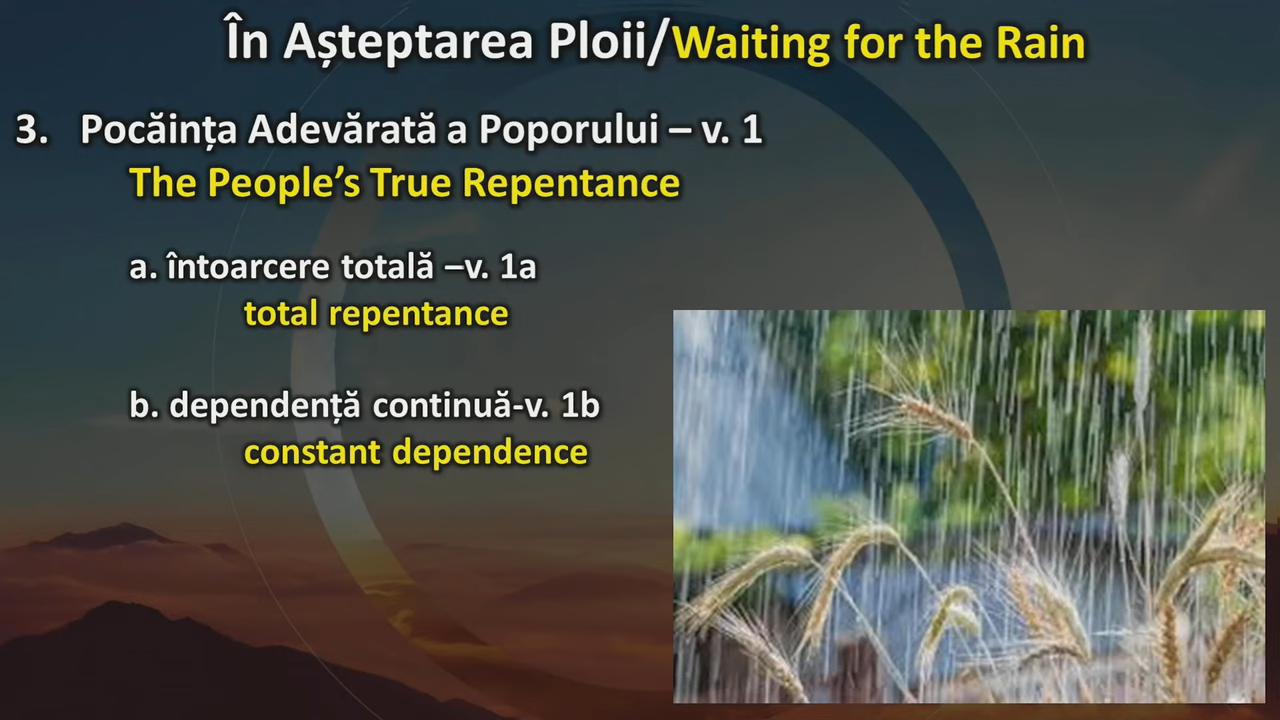 În Așteptarea Ploii/Waiting for the Rain
3. Pocăința Adevărată a Poporului – v. 1
The People’s True Repentance
a. întoarcere totală –v. 1a
total repentance
b. dependență continuă-v. 1b
constant dependence